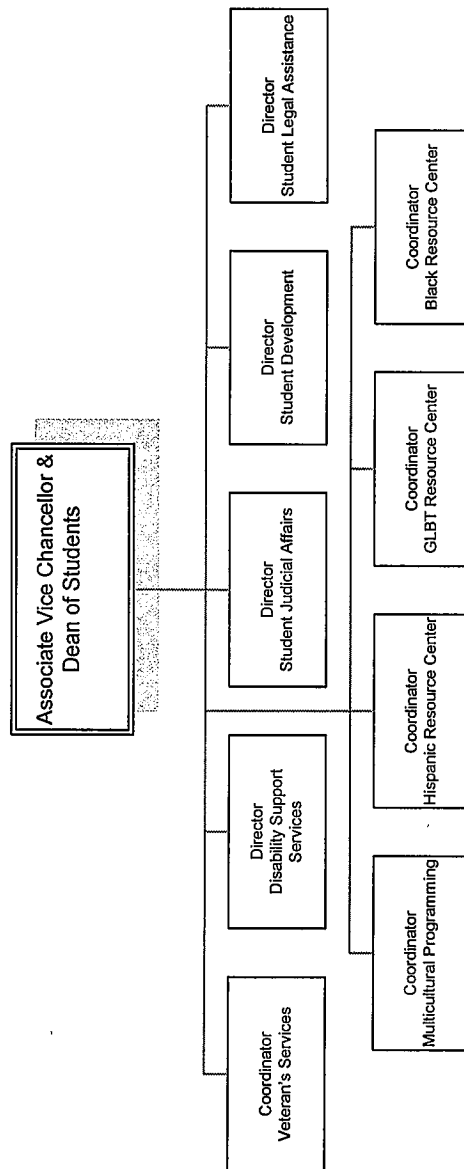 Associate Vice Chancellor &
Dean of Students
Coordinator
Veteran's Services
Director
Disability Support
Services
Director
Student Judicial Affairs
Director
Student Development
Director
Student Legal Assistance
Coordinator
Multicultural Programming
Coordinator
Hispanic Resource Center
Coordinator
GLBT Resource Center
Coordinator
Black Resource Center